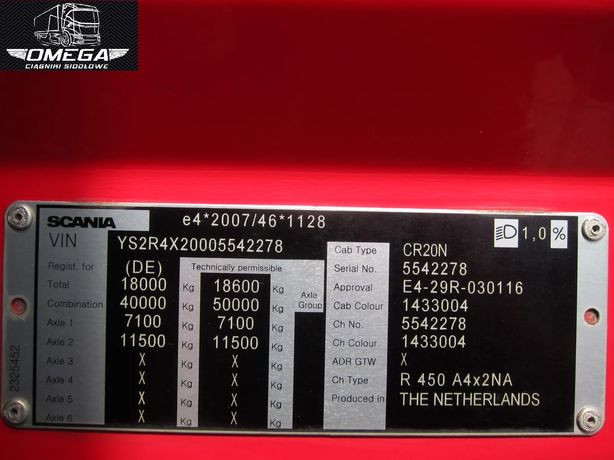 OMEGA
CIĄGNIKI SIODŁOWE
SCANIA e4*2007/46*1128 1,0 %
VIN YS2R4X20005542278
Regist. for (DE) Technically permissible
Total 18000 Kg 18600 Kg
Combination 40000 Kg 50000 Kg Axle Group
Axle 1 7100 Kg 7100 Kg
Axle 2 11500 Kg 11500 Kg
Axle 3 X Kg X Kg
Axle 4 X Kg X Kg
Axle 5 X Kg X Kg
Axle 6 X Kg X Kg
Cab Type CR20N
Serial No. 5542278
Approval E4-29R-030116
Cab Colour 1433004
Ch No. 5542278
Ch Colour 1433004
ADR GTW X
Ch Type R 450 A4x2NA
Produced in THE NETHERLANDS
2325452